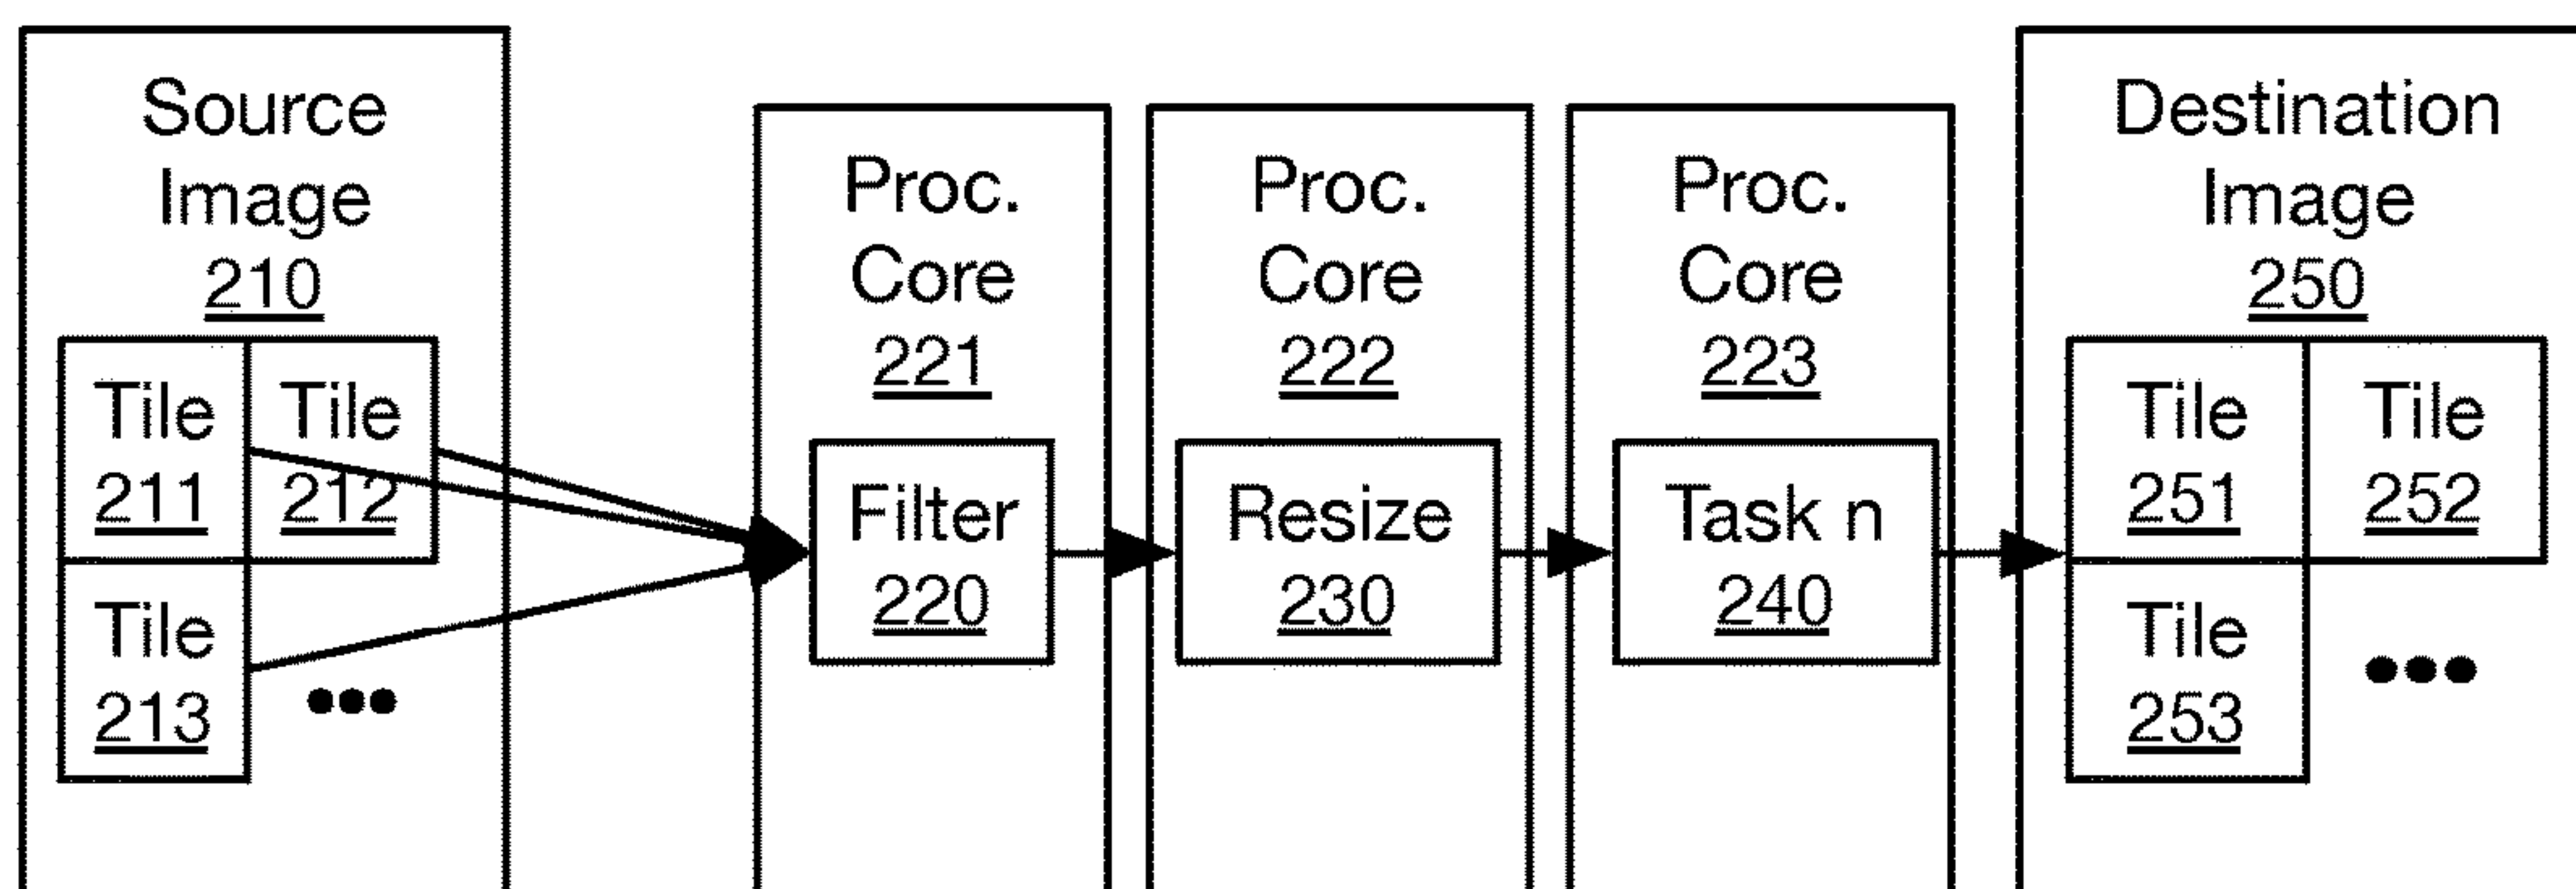 Source
Image
210
Tile
211
Tile
212
Tile
213
Proc.
Core
221
Filter
220
Proc.
Core
222
Resize
230
Proc.
Core
223
Task n
240
Destination
Image
250
Tile
251
Tile
252
Tile
253